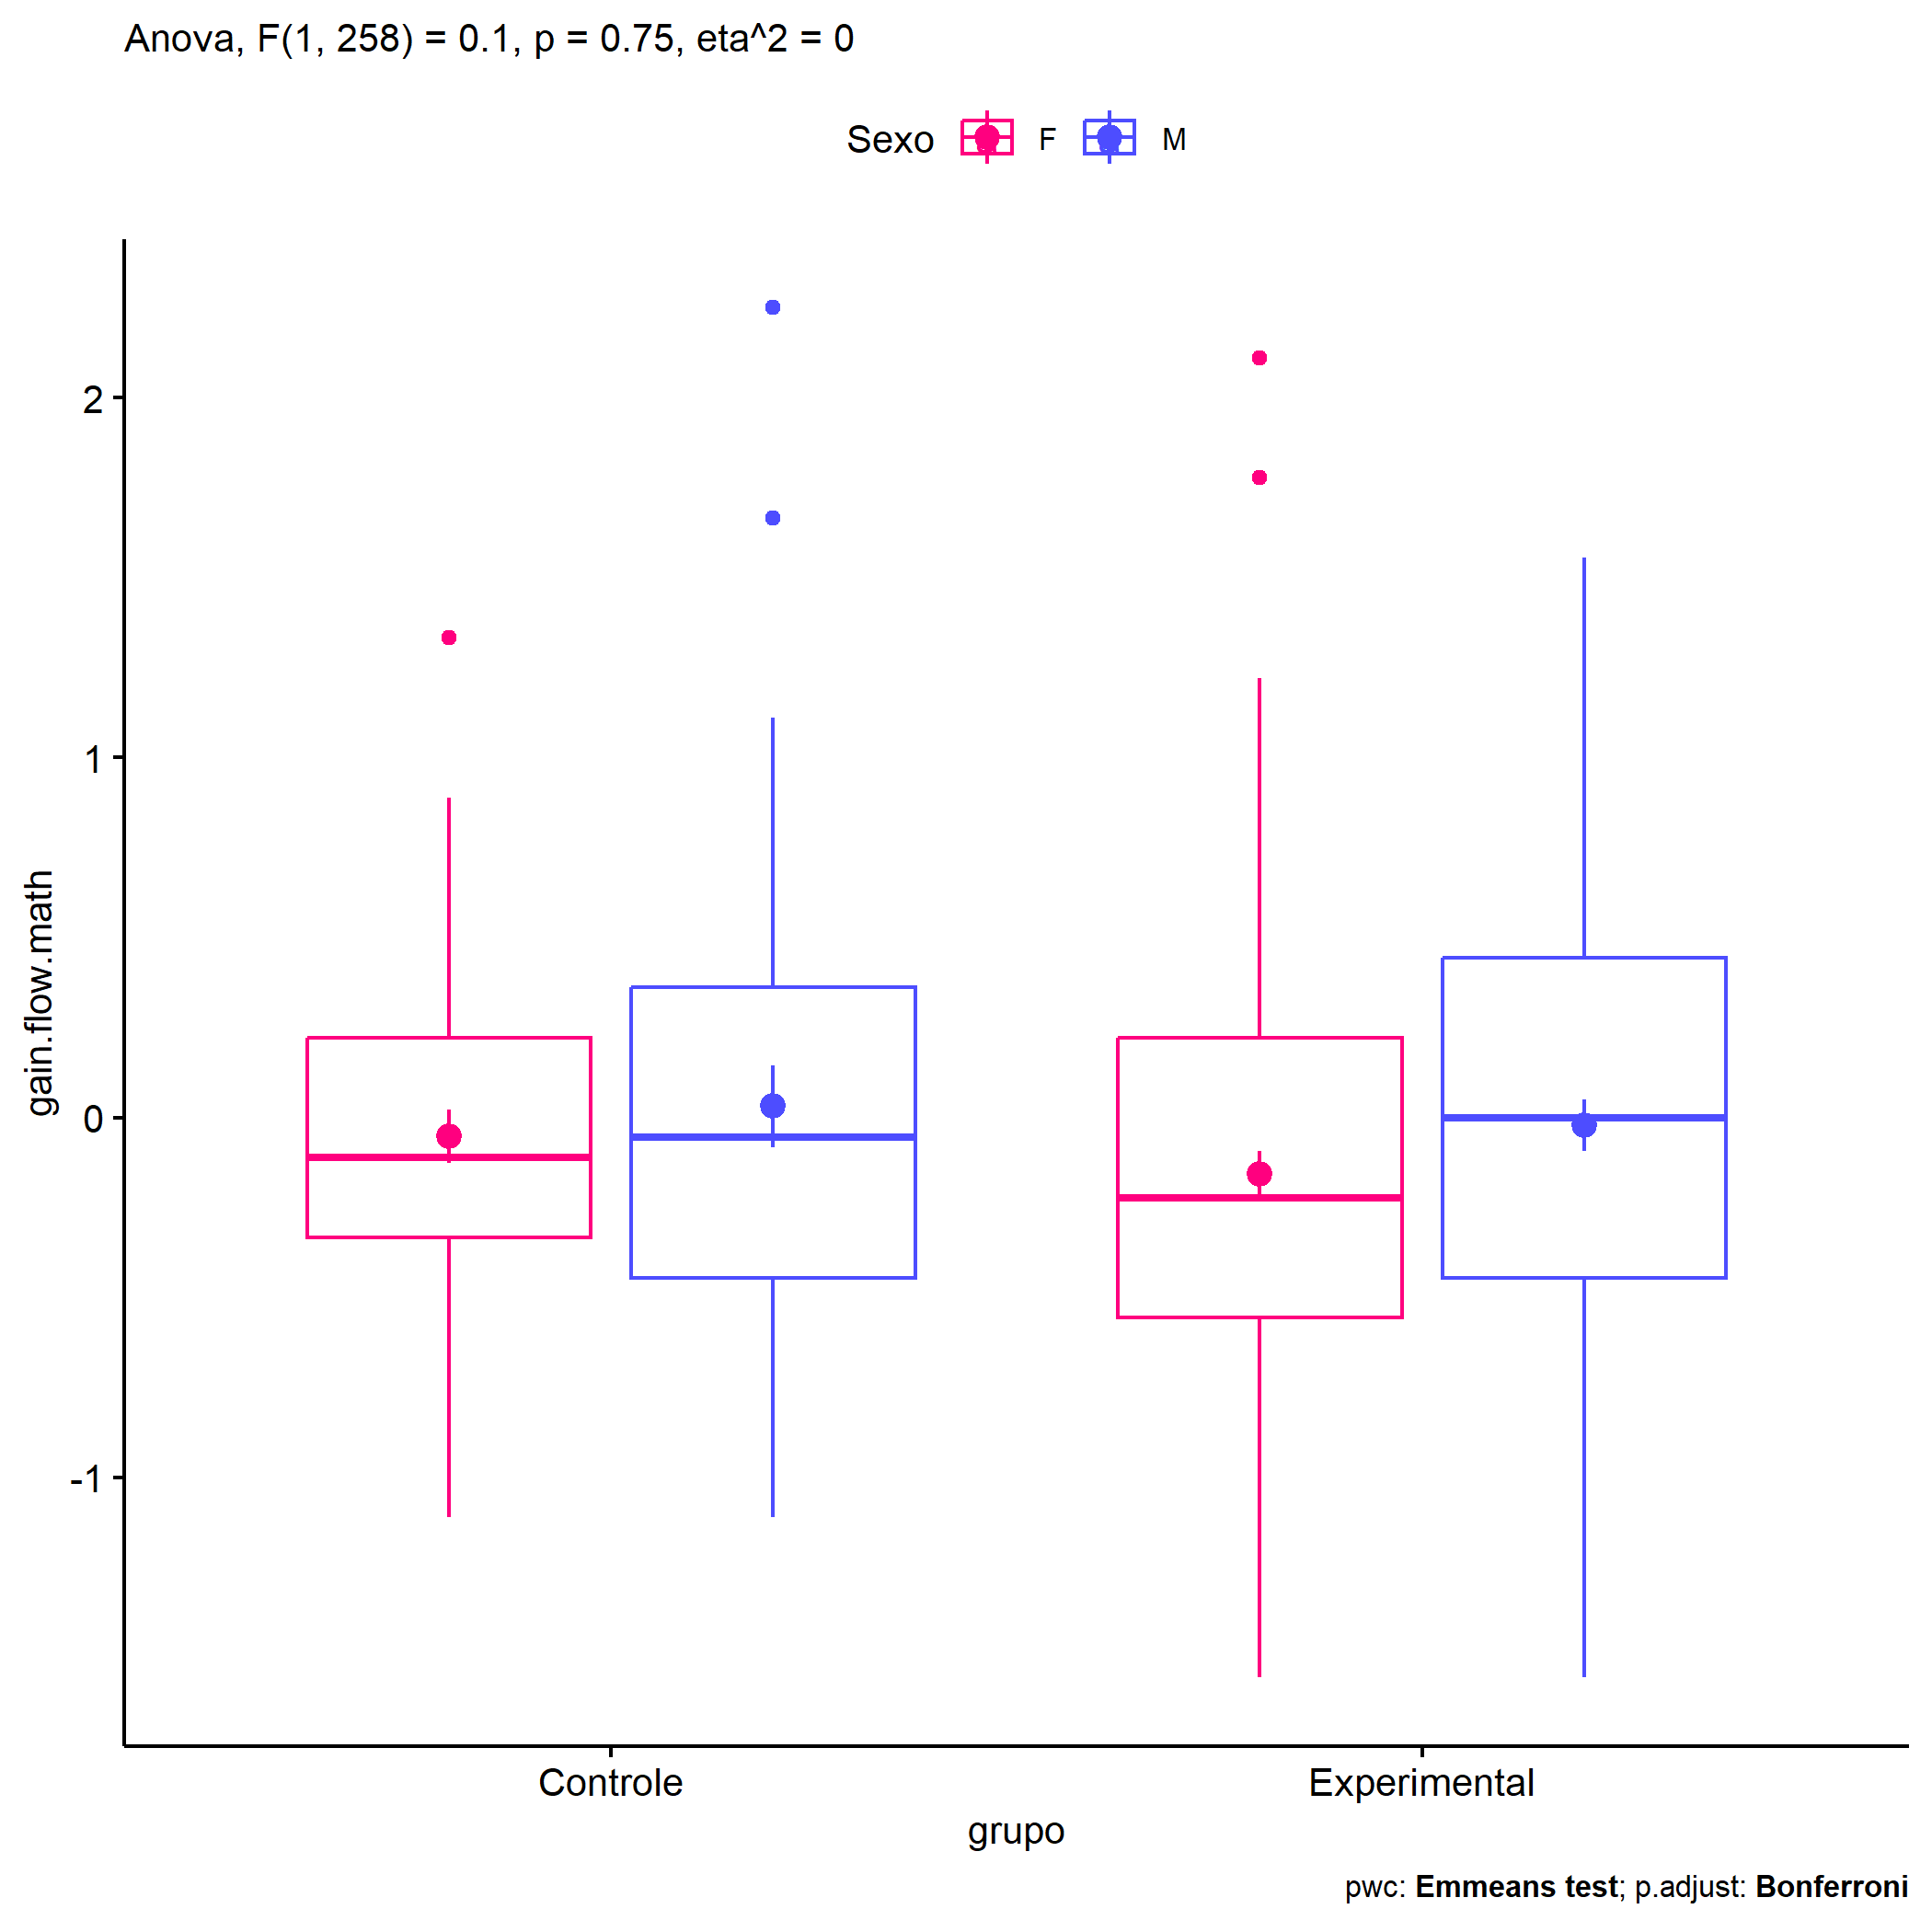 Anova, F(1, 258) = 0.1, p = 0.75, eta^2 = 0
Sexo F M
gain.flow.math
2
1
0
-1
Controle Experimental
grupo
pwc: Emmeans test; p.adjust: Bonferroni